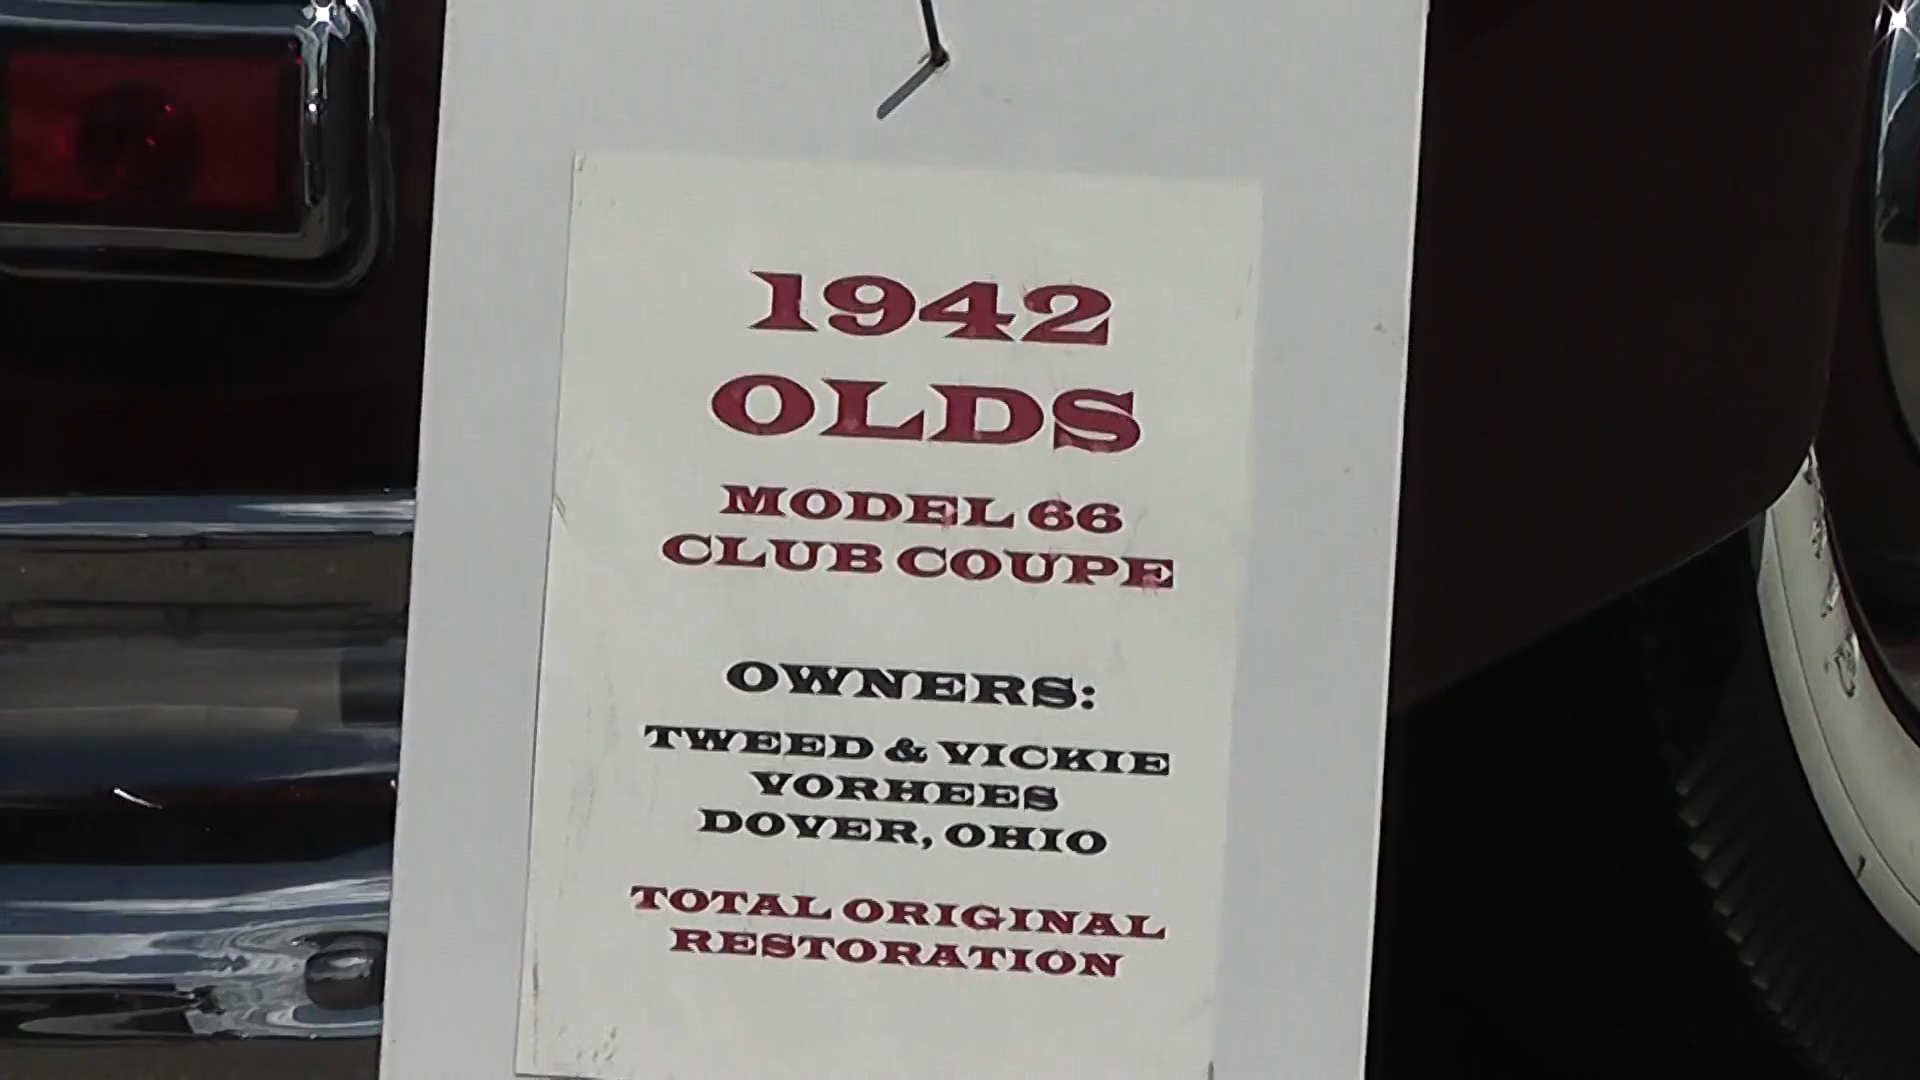 1942
OLDS
MODEL 66
CLUB COUPE
OWNERS:
TWEED & VICKIE
VORHEES
DOVER, OHIO
TOTAL ORIGINAL
RESTORATION